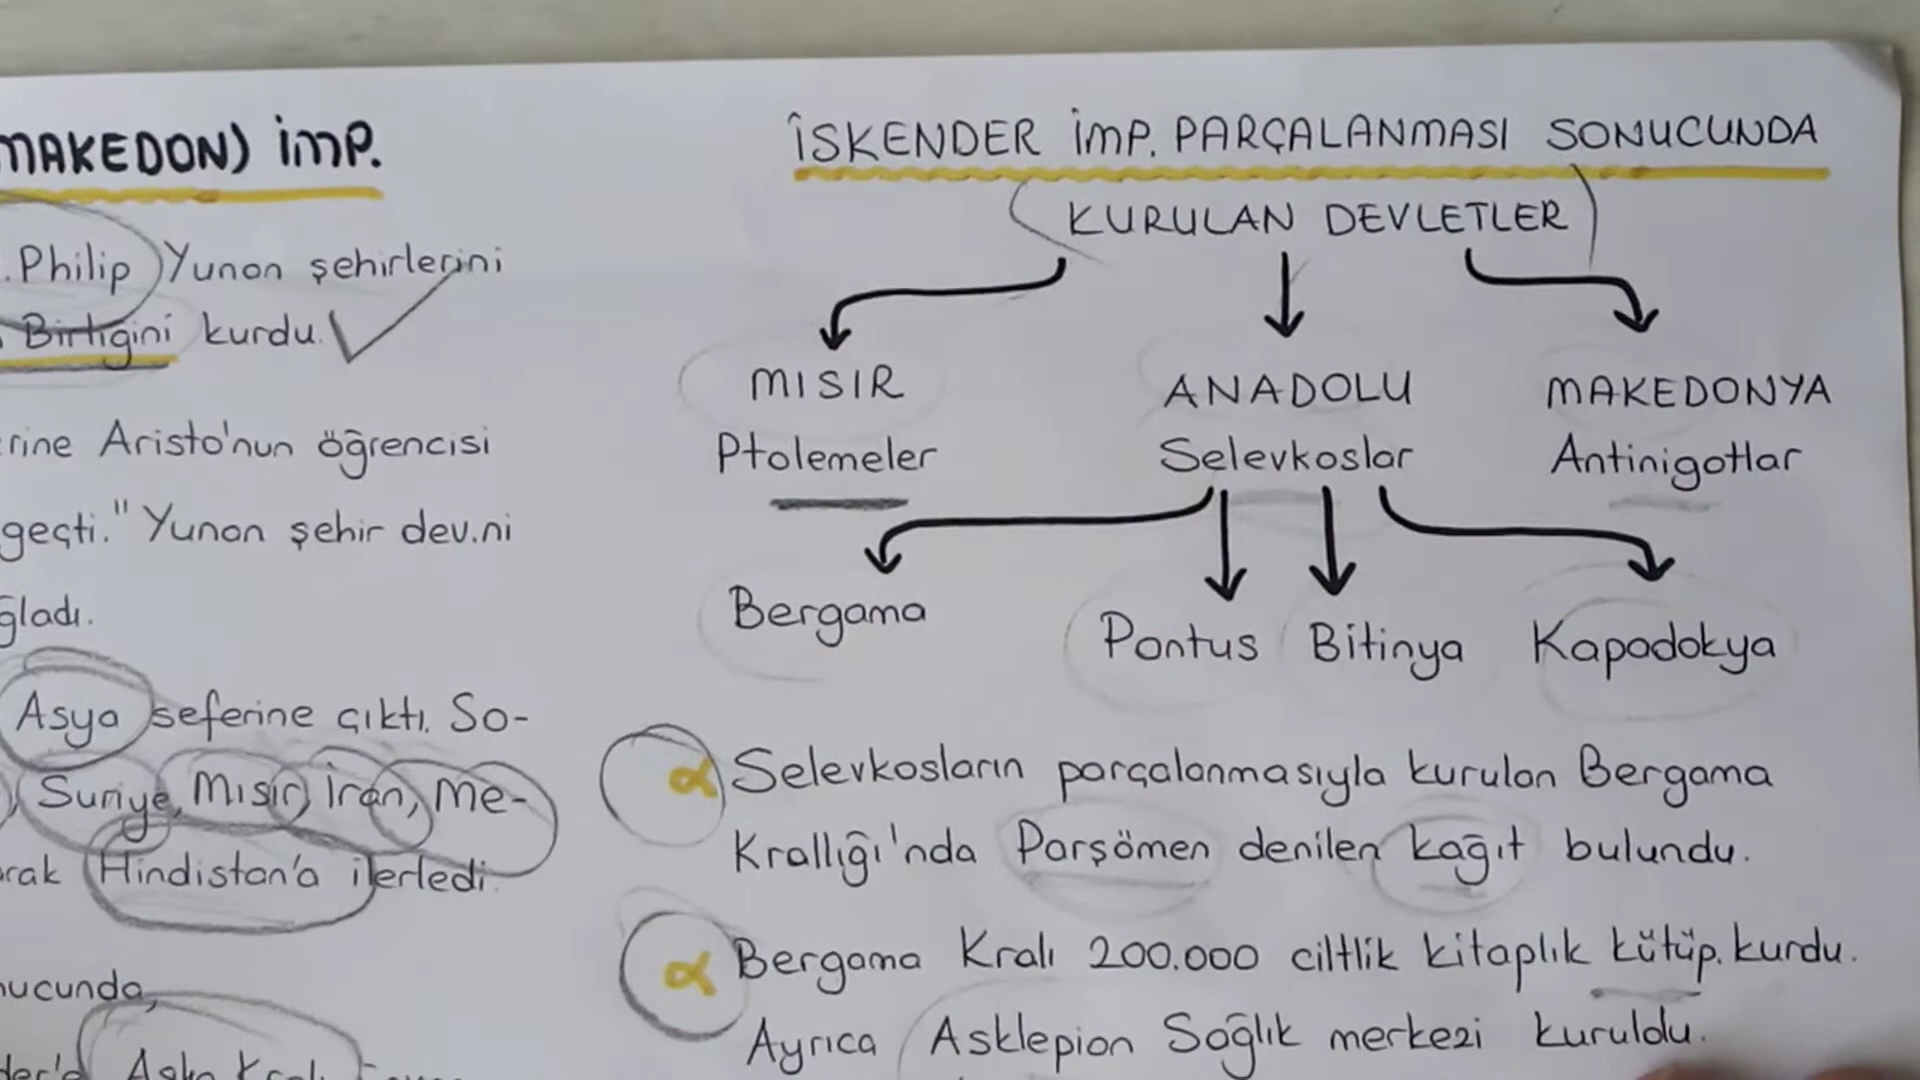 MAKEDON) İMP.
. Philip Yunan şehirlerini
Birliğini kurdu.
rine Aristo'nun öğrencisi
geçti." Yunan şehir dev.ni
ğladı.
Asya seferine çıktı. So-
Suriye, Mısır, İran, Me-
rak Hindistan'a ilerledi.
ucunda,
İSKENDER İMP. PARÇALANMASI SONUCUNDA
KURULAN DEVLETLER
MISIR ANADOLU MAKEDONYA
Ptolemeler Selevkoslar Antinigotlar
Bergama Pontus Bitinya Kapadokya
α Selevkosların parçalanmasıyla kurulan Bergama
Krallığı'nda Parşömen denilen kağıt bulundu.
α Bergama Kralı 200.000 ciltlik kitaplık kütüp. kurdu.
Ayrıca Asklepion Sağlık merkezi kuruldu.